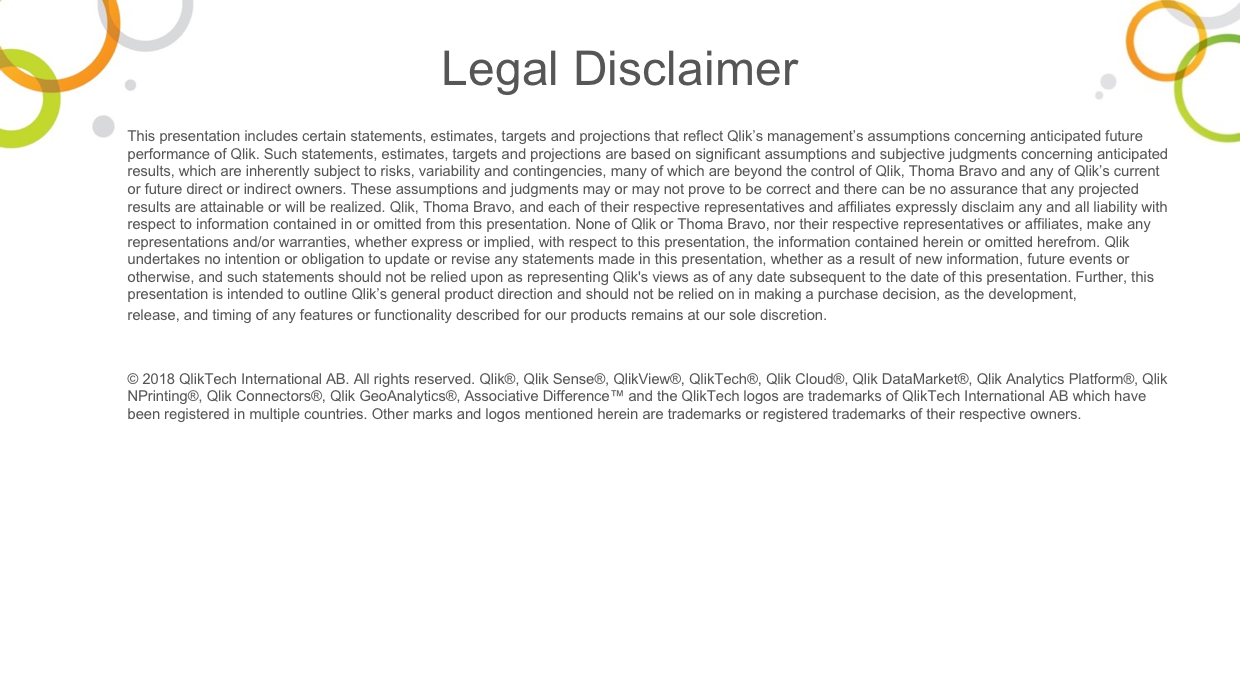 Legal Disclaimer
This presentation includes certain statements, estimates, targets and projections that reflect Qlik’s management’s assumptions concerning anticipated future
performance of Qlik. Such statements, estimates, targets and projections are based on significant assumptions and subjective judgments concerning anticipated
results, which are inherently subject to risks, variability and contingencies, many of which are beyond the control of Qlik, Thoma Bravo and any of Qlik’s current
or future direct or indirect owners. These assumptions and judgments may or may not prove to be correct and there can be no assurance that any projected
results are attainable or will be realized. Qlik, Thoma Bravo, and each of their respective representatives and affiliates expressly disclaim any and all liability with
respect to information contained in or omitted from this presentation. None of Qlik or Thoma Bravo, nor their respective representatives or affiliates, make any
representations and/or warranties, whether express or implied, with respect to this presentation, the information contained herein or omitted herefrom. Qlik
undertakes no intention or obligation to update or revise any statements made in this presentation, whether as a result of new information, future events or
otherwise, and such statements should not be relied upon as representing Qlik's views as of any date subsequent to the date of this presentation. Further, this
presentation is intended to outline Qlik’s general product direction and should not be relied on in making a purchase decision, as the development,
release, and timing of any features or functionality described for our products remains at our sole discretion.
© 2018 QlikTech International AB. All rights reserved. Qlik®, Qlik Sense®, QlikView®, QlikTech®, Qlik Cloud®, Qlik DataMarket®, Qlik Analytics Platform®, Qlik
NPrinting®, Qlik Connectors®, Qlik GeoAnalytics®, Associative Difference™ and the QlikTech logos are trademarks of QlikTech International AB which have
been registered in multiple countries. Other marks and logos mentioned herein are trademarks or registered trademarks of their respective owners.